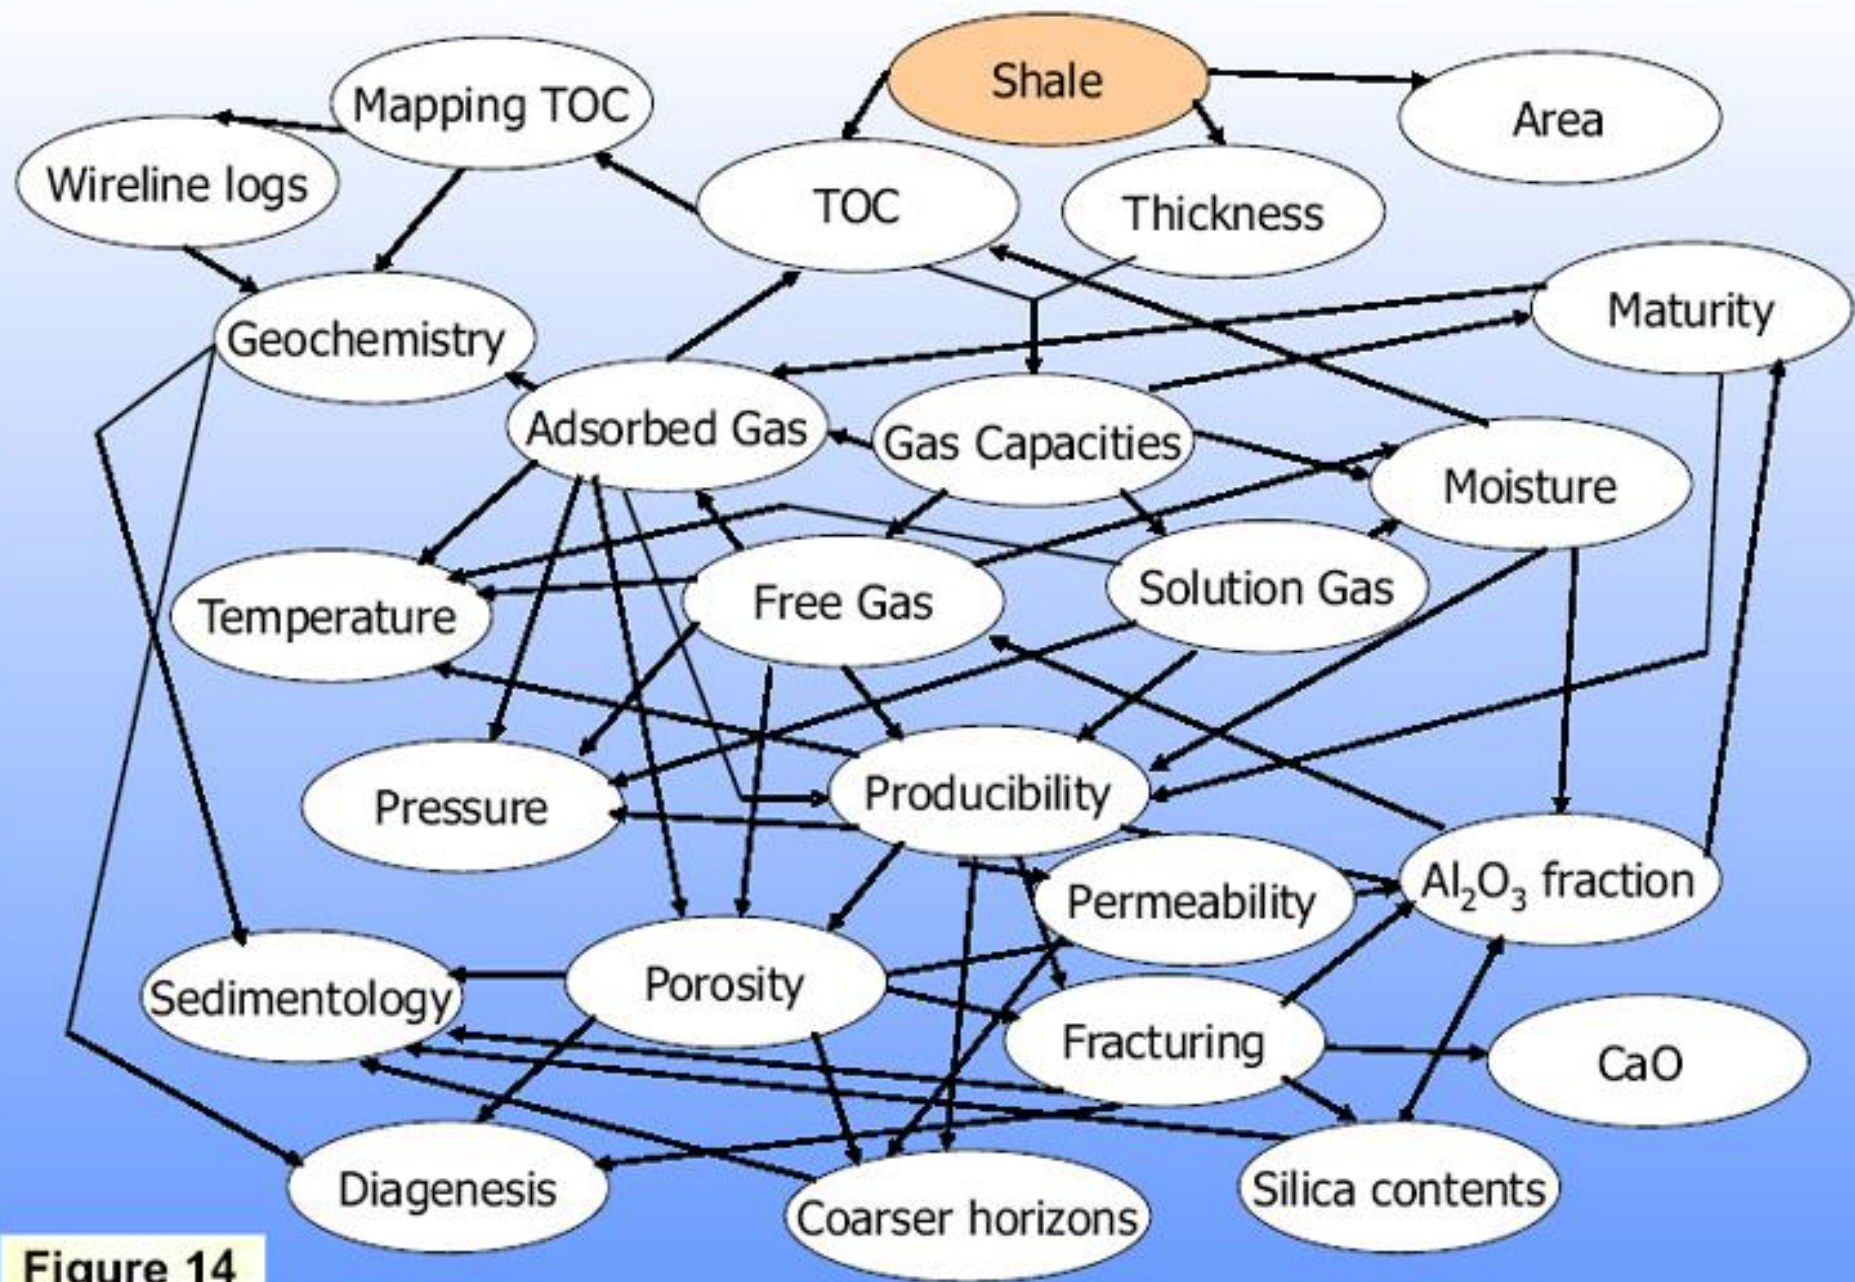 Shale
Mapping TOC
Area
Wireline logs
TOC
Thickness
Maturity
Geochemistry
Adsorbed Gas
Gas Capacities
Moisture
Temperature
Free Gas
Solution Gas
Pressure
Producibility
Permeability
Al₂O₃ fraction
Sedimentology
Porosity
Fracturing
CaO
Diagenesis
Coarser horizons
Silica contents
Figure 14